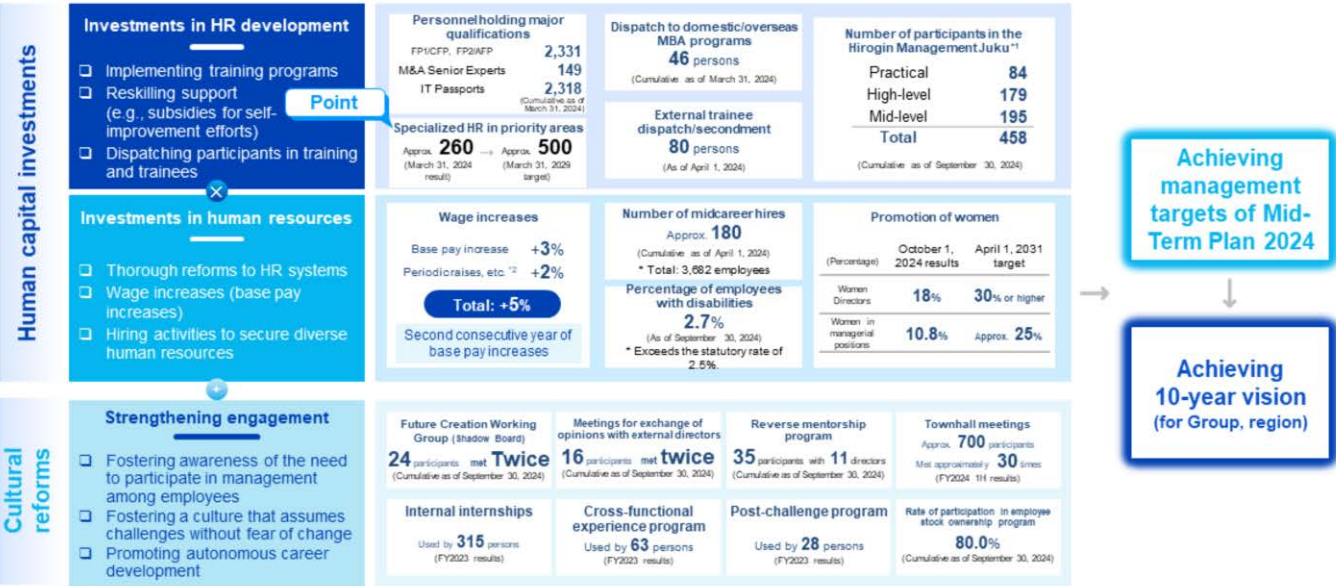 Human capital investments
Investments in HR development
❑ Implementing training programs
❑ Reskilling support
(e.g., subsidies for self-
improvement efforts)
❑ Dispatching participants in training
and trainees
Point
Personnel holding major
qualifications
FP1/CFP, FP2/AFP 2,331
M&A Senior Experts 149
IT Passports 2,318
(Cumulative as of
March 31, 2024)
Specialized HR in priority areas
Approx. 260 → Approx. 500
(March 31, 2024 (March 31, 2029
result) target)
Dispatch to domestic/overseas
MBA programs
46 persons
(Cumulative as of March 31, 2024)
External trainee
dispatch/secondment
80 persons
(As of April 1, 2024)
Number of participants in the
Hirogin Management Juku*1
Practical 84
High-level 179
Mid-level 195
Total 458
(Cumulative as of September 30, 2024)
×
Investments in human resources
❑ Thorough reforms to HR systems
❑ Wage increases (base pay
increases)
❑ Hiring activities to secure diverse
human resources
Wage increases
Base pay increase +3%
Periodic raises, etc. *2 +2%
Total: +5%
Second consecutive year of
base pay increases
Number of midcareer hires
Approx. 180
(Cumulative as of April 1, 2024)
* Total: 3,682 employees
Percentage of employees
with disabilities
2.7%
(As of September 30, 2024)
* Exceeds the statutory rate of
2.5%.
Promotion of women
(Percentage) October 1, 2024 results April 1, 2031 target
Women Directors 18% 30% or higher
Women in managerial positions 10.8% Approx. 25%
+
Cultural reforms
Strengthening engagement
❑ Fostering awareness of the need
to participate in management
among employees
❑ Fostering a culture that assumes
challenges without fear of change
❑ Promoting autonomous career
development
Future Creation Working
Group (Shadow Board)
24 participants met Twice
(Cumulative as of September 30, 2024)
Meetings for exchange of
opinions with external directors
16 participants met twice
(Cumulative as of September 30, 2024)
Reverse mentorship
program
35 participants with 11 directors
(Cumulative as of September 30, 2024)
Townhall meetings
Approx. 700 participants
Met approximately 30 times
(FY2024 1H results)
Internal internships
Used by 315 persons
(FY2023 results)
Cross-functional
experience program
Used by 63 persons
(FY2023 results)
Post-challenge program
Used by 28 persons
(FY2023 results)
Rate of participation in employee
stock ownership program
80.0%
(Cumulative as of September 30, 2024)
→
Achieving
management
targets of Mid-
Term Plan 2024
↓
Achieving
10-year vision
(for Group, region)